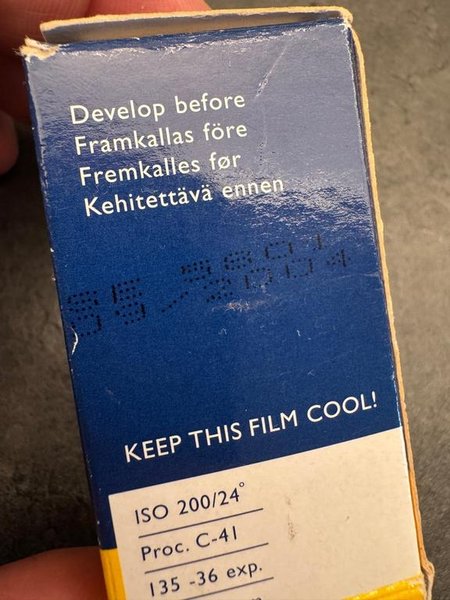 Develop before
Framkallas före
Fremkalles før
Kehitettävä ennen
KEEP THIS FILM COOL!
ISO 200/24°
Proc. C-41
135 -36 exp.